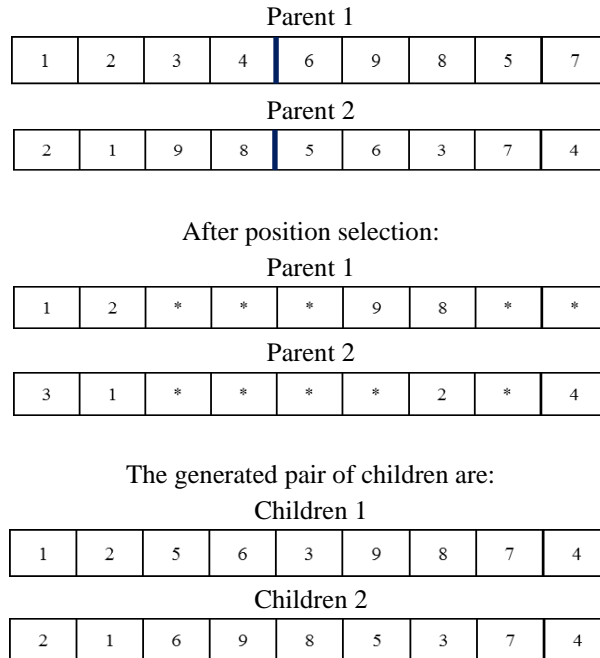 Parent 1
1 2 3 4 6 9 8 5 7
Parent 2
2 1 9 8 5 6 3 7 4
After position selection:
Parent 1
1 2 * * * 9 8 * *
Parent 2
3 1 * * * * 2 * 4
The generated pair of children are:
Children 1
1 2 5 6 3 9 8 7 4
Children 2
2 1 6 9 8 5 3 7 4